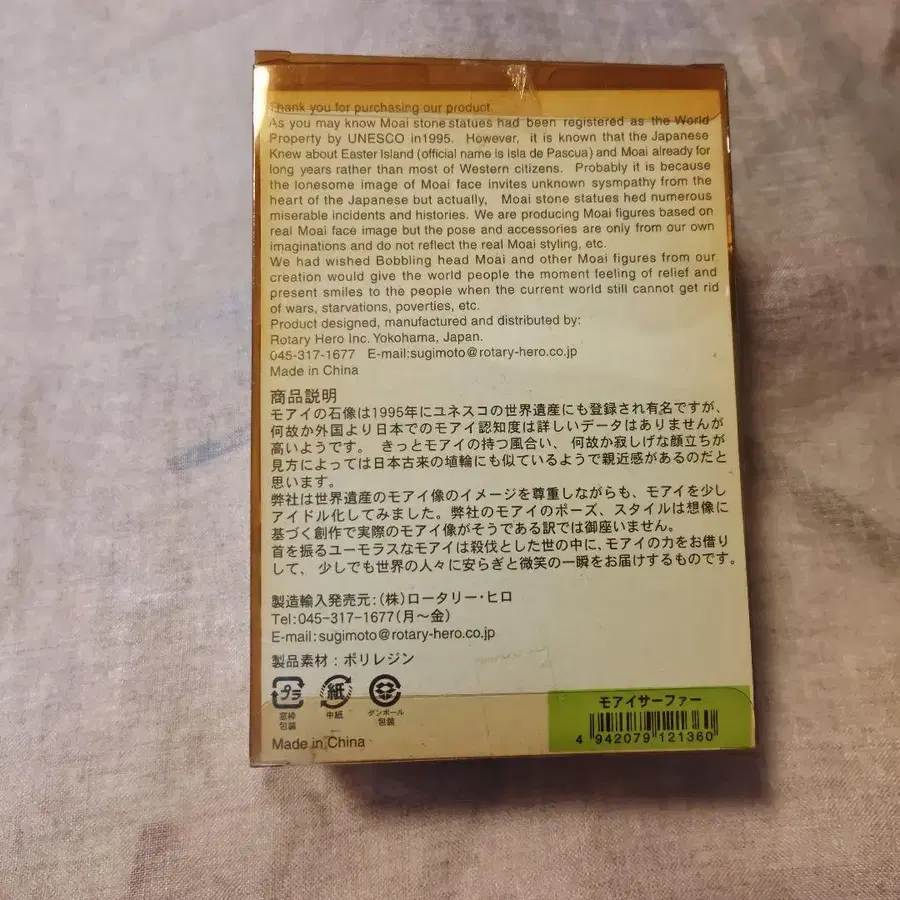 Thank you for purchasing our product.
As you may know Moai stone statues had been registered as the World
Property by UNESCO in1995. However, it is known that the Japanese
Knew about Easter Island (official name is Isla de Pascua) and Moai already for
long years rather than most of Western citizens. Probably it is because
the lonesome image of Moai face invites unknown sysmpathy from the
heart of the Japanese but actually, Moai stone statues hed numerous
miserable incidents and histories. We are producing Moai figures based on
real Moai face image but the pose and accessories are only from our own
imaginations and do not reflect the real Moai styling, etc.
We had wished Bobbling head Moai and other Moai figures from our
creation would give the world people the moment feeling of relief and
present smiles to the people when the current world still cannot get rid
of wars, starvations, poverties, etc.
Product designed, manufactured and distributed by:
Rotary Hero Inc. Yokohama, Japan.
045-317-1677 E-mail:sugimoto@rotary-hero.co.jp
Made in China
商品説明
モアイの石像は1995年にユネスコの世界遺産にも登録され有名ですが、
何故か外国より日本でのモアイ認知度は詳しいデータはありませんが
高いようです。 きっとモアイの持つ風合い、 何故か寂しげな顔立ちが
見方によっては日本古来の埴輪にも似ているようで親近感があるのだと
思います。
弊社は世界遺産のモアイ像のイメージを尊重しながらも、モアイを少し
アイドル化してみました。弊社のモアイのポーズ、スタイルは想像に
基づく創作で実際のモアイ像がそうである訳では御座いません。
首を振るユーモラスなモアイは殺伐とした世の中に、モアイの力をお借り
して、 少しでも世界の人々に安らぎと微笑の一瞬をお届けするものです。
製造輸入発売元:(株)ロータリー・ヒロ
Tel:045-317-1677(月〜金)
E-mail:sugimoto@rotary-hero.co.jp
製品素材:ポリレジン
プラ 紙
窓枠 中紙 ダンボール
包装 包装
モアイサーファー
4 942079 121360
Made in China